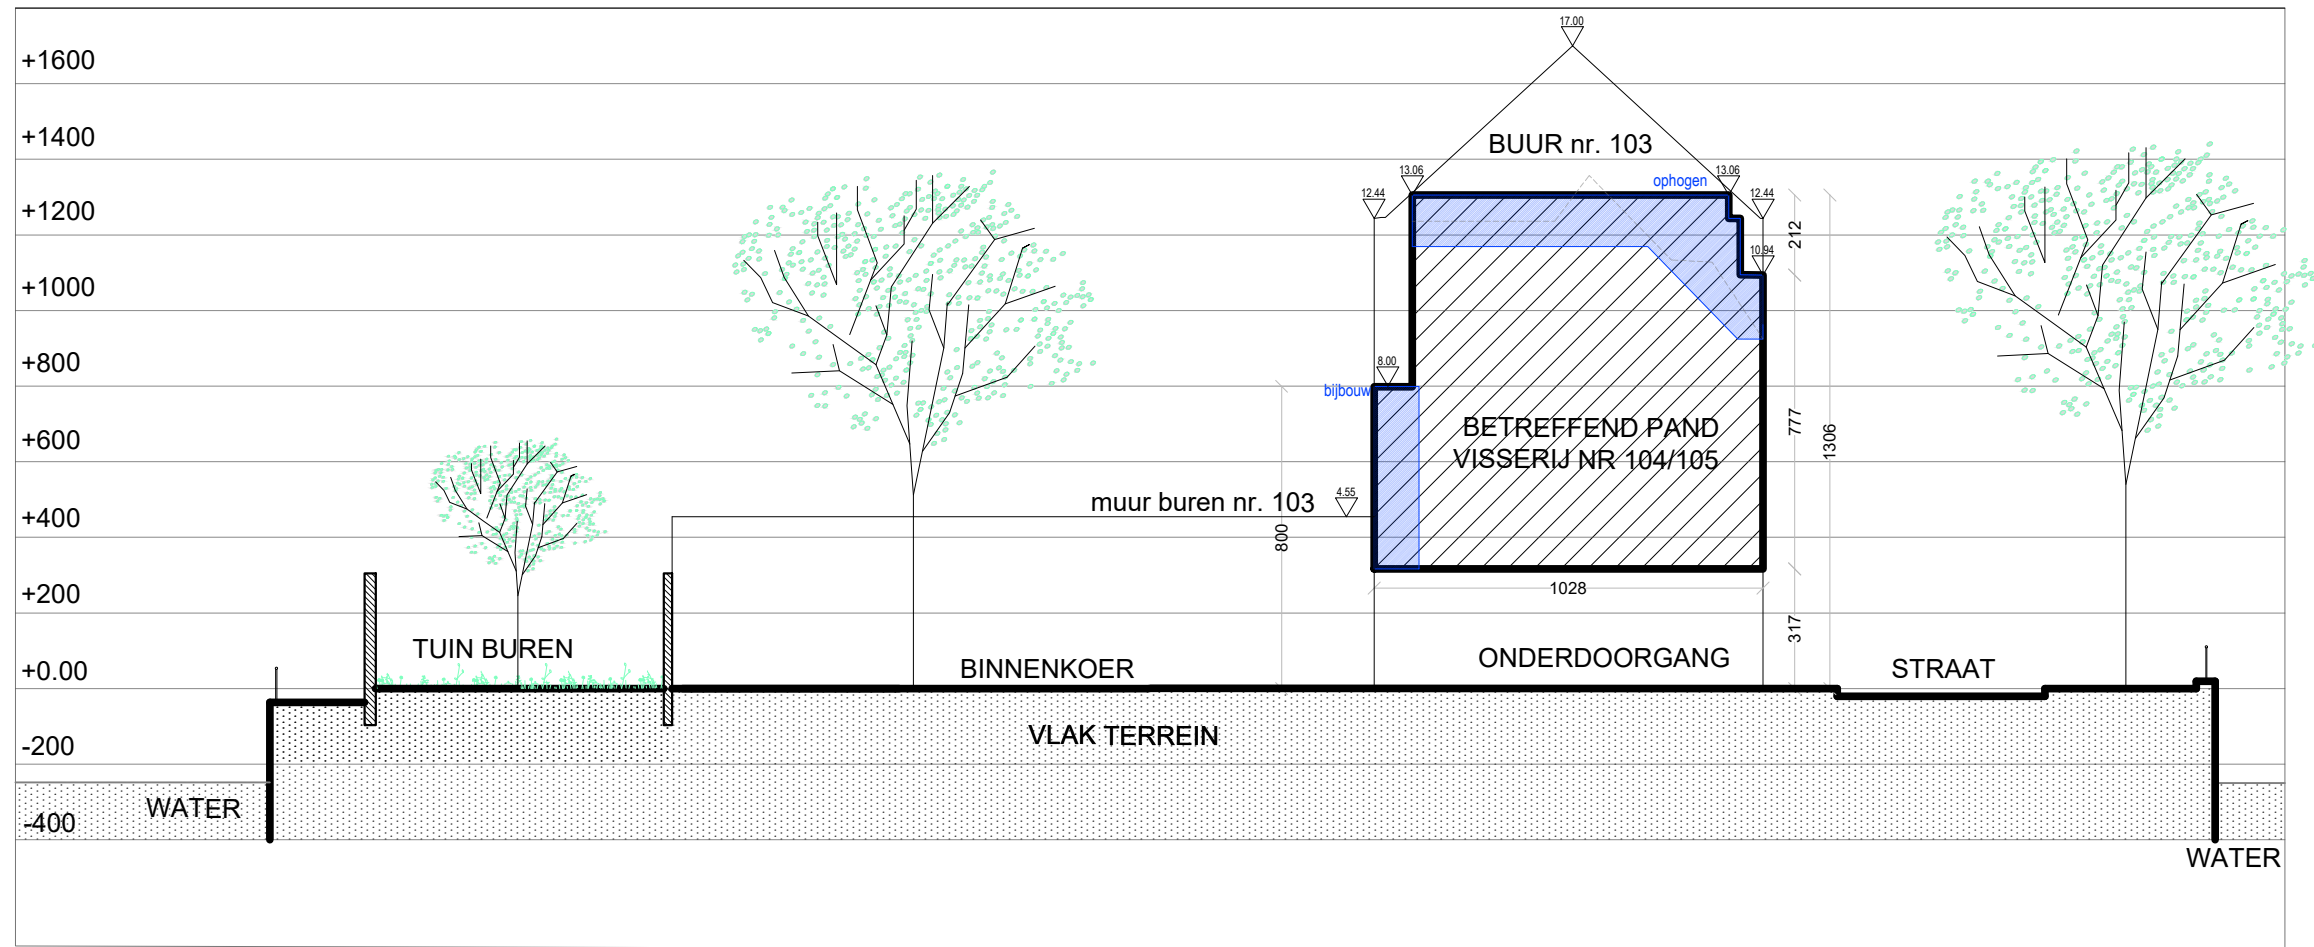 17.00
+1600
+1400
BUUR nr. 103
13.06
ophogen
13.06
12.44
12.44
+1200
212
10.94
+1000
+800
8.00
bijbouw
+600
BETREFFEND PAND
VISSERIJ NR 104/105
777
1306
muur buren nr. 103
4.55
+400
800
+200
1028
317
TUIN BUREN
+0.00
BINNENKOER
ONDERDOORGANG
STRAAT
VLAK TERREIN
-200
WATER
-400
WATER